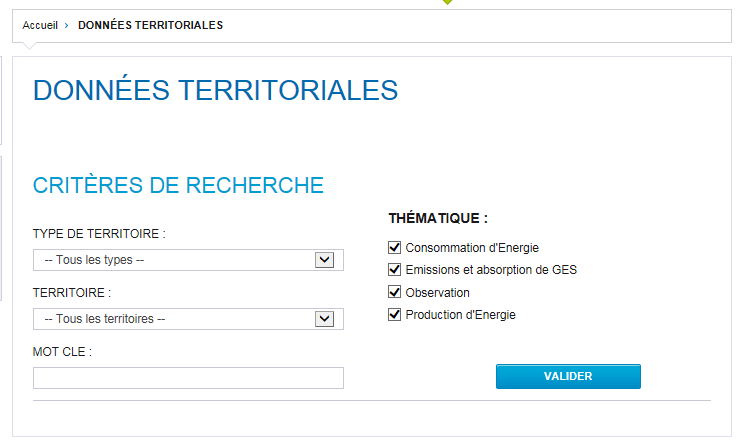 Accueil › DONNÉES TERRITORIALES
DONNÉES TERRITORIALES
CRITÈRES DE RECHERCHE
TYPE DE TERRITOIRE :
-- Tous les types --
TERRITOIRE :
-- Tous les territoires --
MOT CLE :
THÉMATIQUE :
Consommation d'Energie
Emissions et absorption de GES
Observation
Production d'Energie
VALIDER